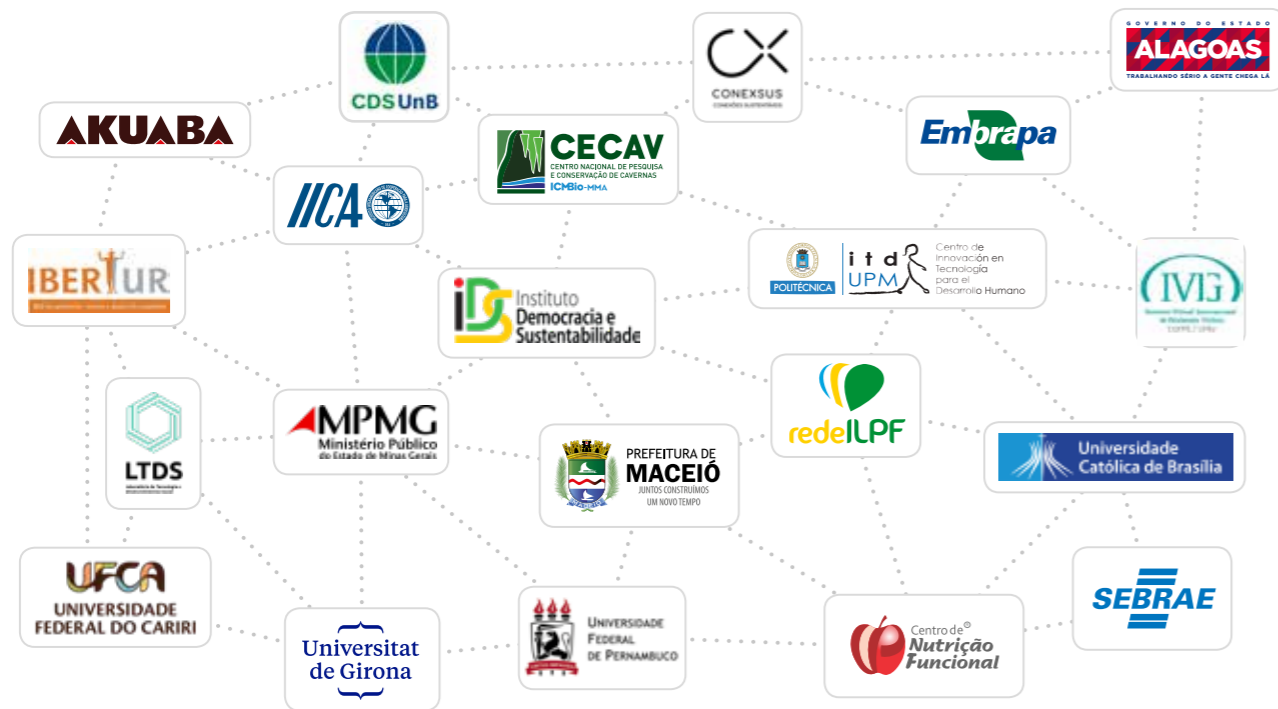 CDS UnB
CX
CONEXSUS
CONEXÕES SUSTENTÁVEIS
GOVERNO DO ESTADO
ALAGOAS
TRABALHANDO SÉRIO A GENTE CHEGA LÁ
AKUABA
CECAV
CENTRO NACIONAL DE PESQUISA
E CONSERVAÇÃO DE CAVERNAS
ICMBio-MMA
Embrapa
IICA
IBERTUR
POLITÉCNICA
itd
UPM
Centro de
Innovación en
Tecnología
para el
Desarrollo Humano
IVIG
iDS
Instituto
Democracia e
Sustentabilidade
LTDS
MPMG
Ministério Público
do Estado de Minas Gerais
redeILPF
PREFEITURA DE
MACEIÓ
JUNTOS CONSTRUÍMOS
UM NOVO TEMPO
Universidade
Católica de Brasília
UFCA
UNIVERSIDADE
FEDERAL DO CARIRI
Universitat
de Girona
UNIVERSIDADE
FEDERAL
DE PERNAMBUCO
Centro de ®
Nutrição
Funcional
SEBRAE